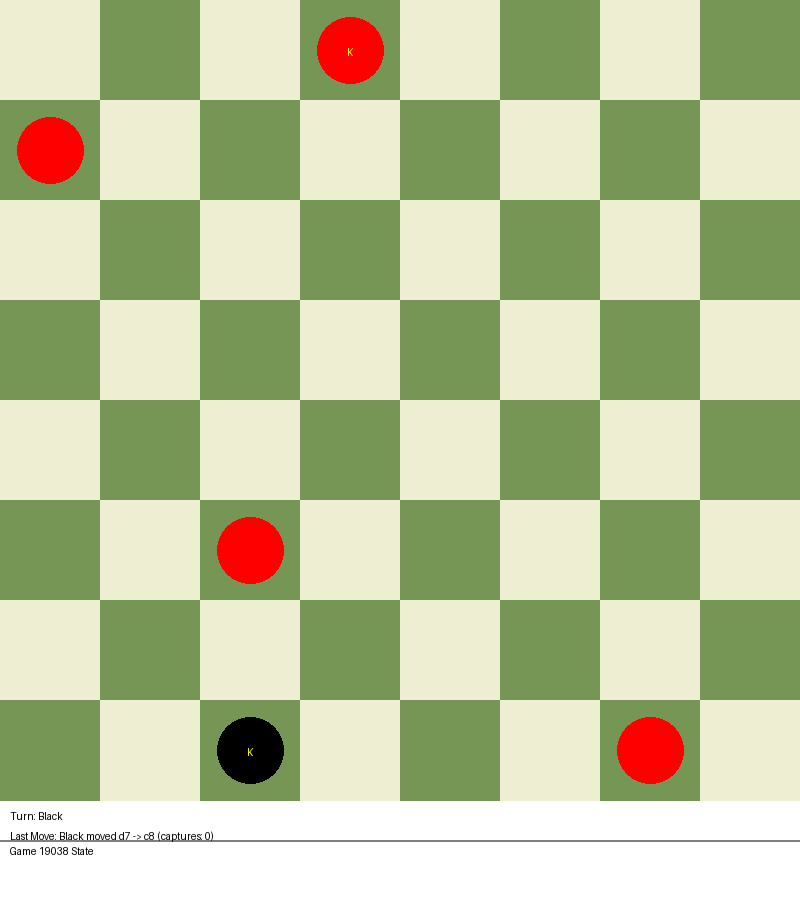 K
K
Turn: Black
Last Move: Black moved d7 -> c8 (captures: 0)
Game 19038 State